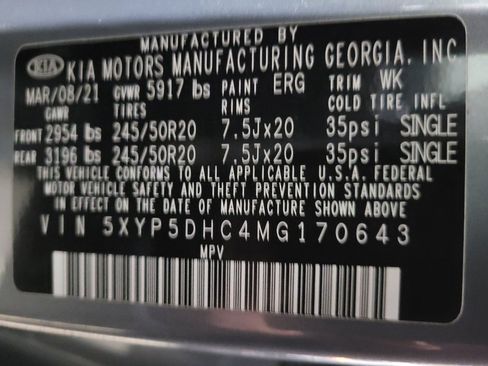 MANUFACTURED BY
KIA KIA MOTORS MANUFACTURING GEORGIA, INC.
MAR/08/21 GVWR 5917 lbs PAINT ERG TRIM WK
GAWR TIRES RIMS COLD TIRE INFL
FRONT 2954 lbs 245/50R20 7.5Jx20 35psi SINGLE
REAR 3196 lbs 245/50R20 7.5Jx20 35psi SINGLE
THIS VEHICLE CONFORMS TO ALL APPLICABLE U.S.A. FEDERAL
MOTOR VEHICLE SAFETY AND THEFT PREVENTION STANDARDS
IN EFFECT ON THE DATE OF MANUFACTURE SHOWN ABOVE
VIN 5XYP5DHC4MG170643
MPV